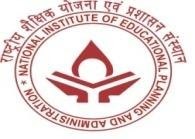 राष्ट्रीय शैक्षिक योजना एवं प्रशासन संस्थान
* NATIONAL INSTITUTE OF EDUCATIONAL PLANNING AND ADMINISTRATION *